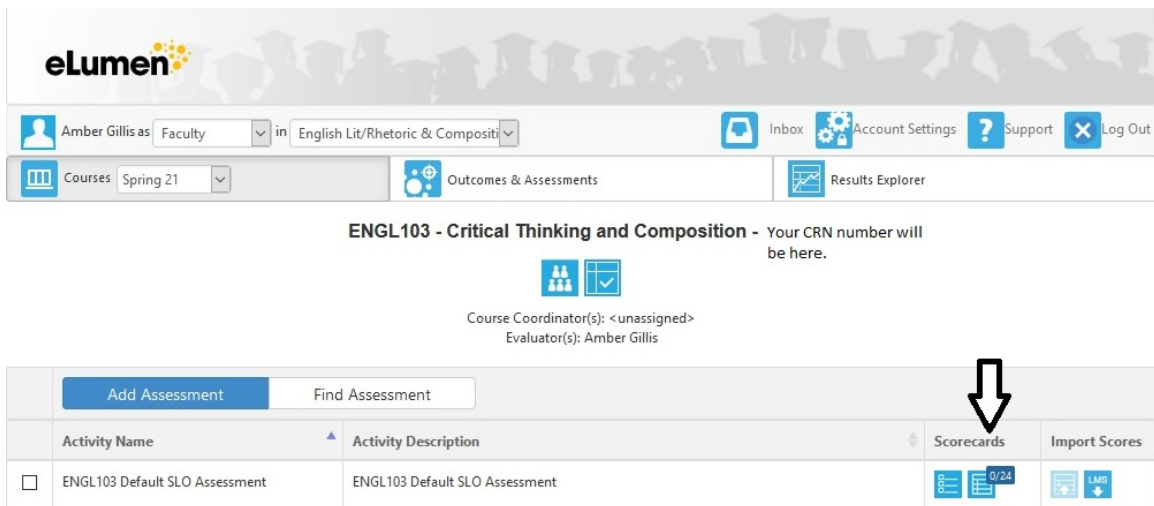 eLumen
Amber Gillis as Faculty in English Lit/Rhetoric & Compositi Inbox Account Settings ? Support Log Out
Courses Spring 21 Outcomes & Assessments Results Explorer
ENGL103 - Critical Thinking and Composition - Your CRN number will
be here.
Course Coordinator(s): <unassigned>
Evaluator(s): Amber Gillis
Add Assessment Find Assessment
Activity Name Activity Description Scorecards Import Scores
ENGL103 Default SLO Assessment ENGL103 Default SLO Assessment 0/24 LMS